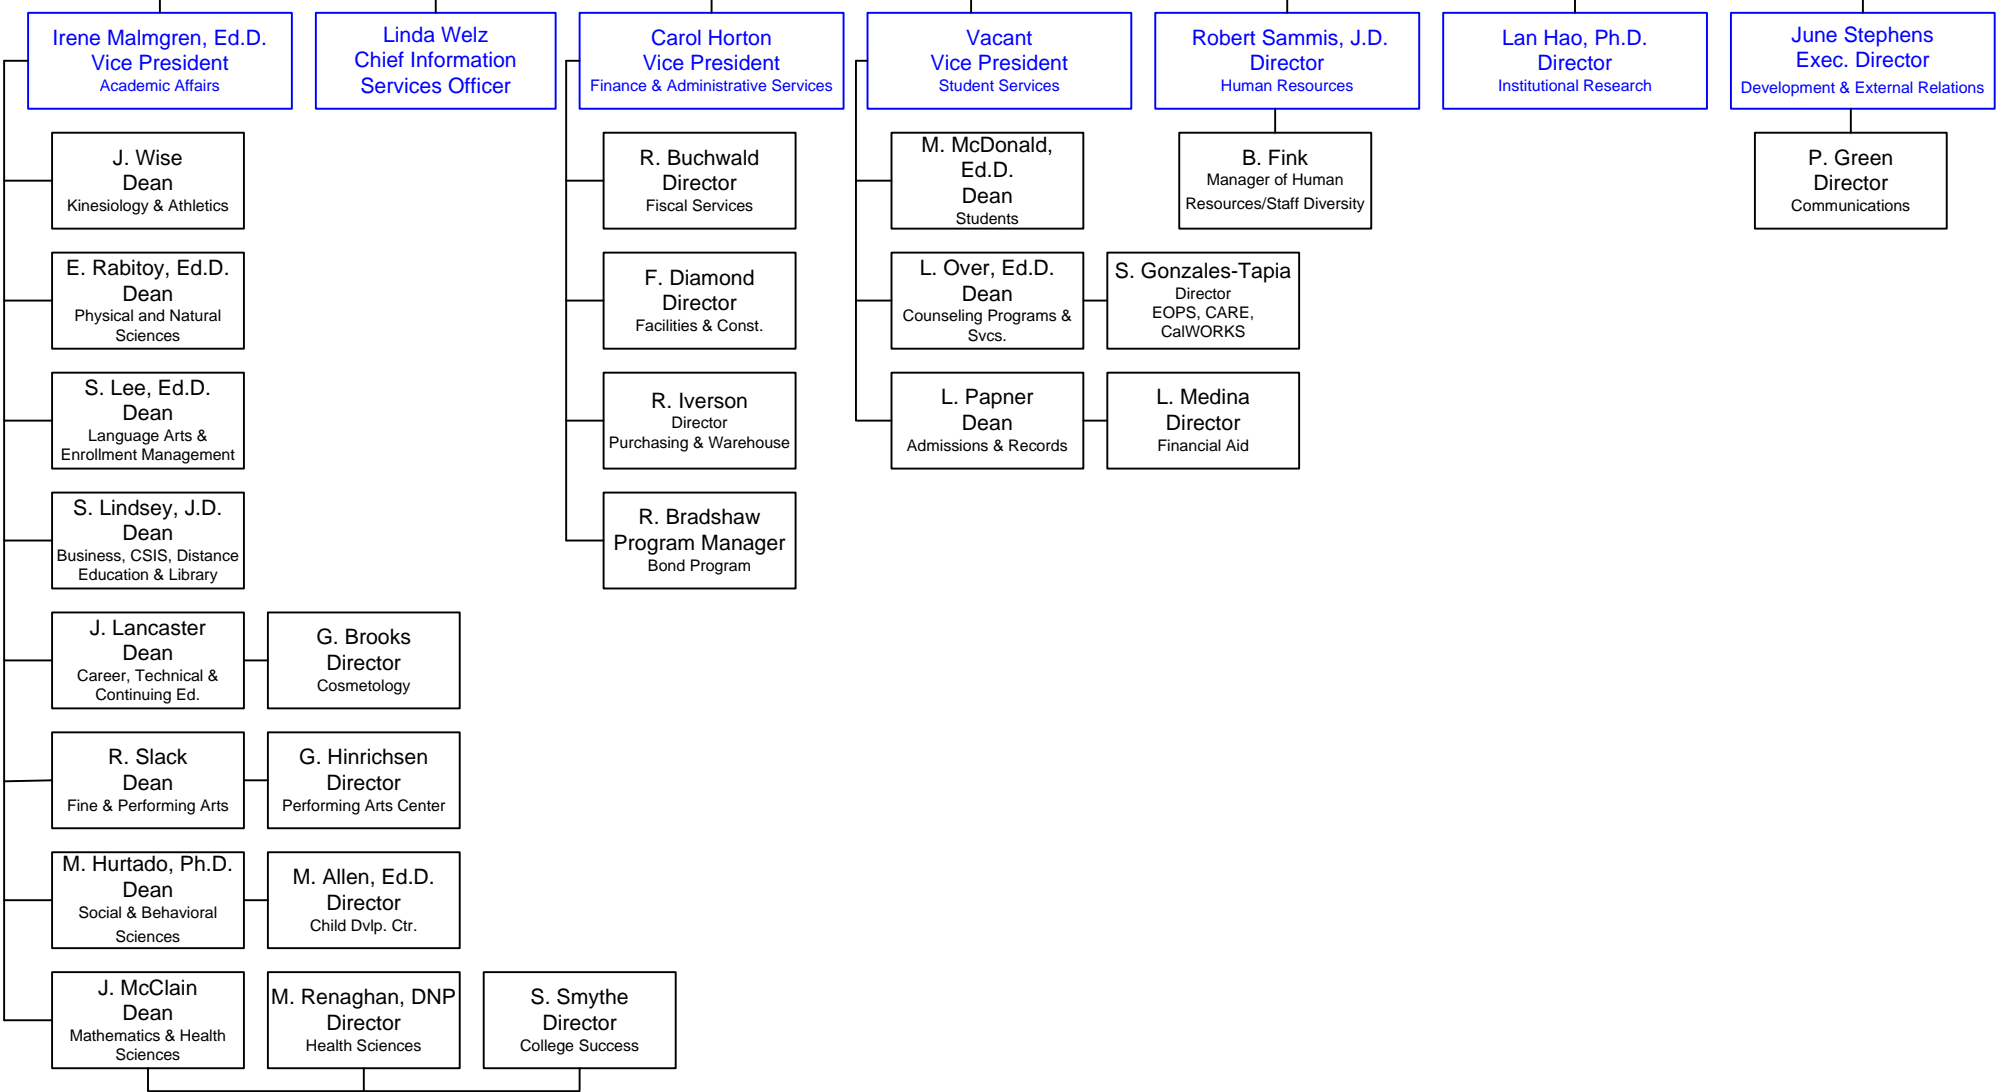 Irene Malmgren, Ed.D.
Vice President
Academic Affairs
Linda Welz
Chief Information
Services Officer
Carol Horton
Vice President
Finance & Administrative Services
Vacant
Vice President
Student Services
Robert Sammis, J.D.
Director
Human Resources
Lan Hao, Ph.D.
Director
Institutional Research
June Stephens
Exec. Director
Development & External Relations
J. Wise
Dean
Kinesiology & Athletics
R. Buchwald
Director
Fiscal Services
M. McDonald,
Ed.D.
Dean
Students
B. Fink
Manager of Human
Resources/Staff Diversity
P. Green
Director
Communications
E. Rabitoy, Ed.D.
Dean
Physical and Natural
Sciences
F. Diamond
Director
Facilities & Const.
L. Over, Ed.D.
Dean
Counseling Programs &
Svcs.
S. Gonzales-Tapia
Director
EOPS, CARE,
CalWORKS
S. Lee, Ed.D.
Dean
Language Arts &
Enrollment Management
R. Iverson
Director
Purchasing & Warehouse
L. Papner
Dean
Admissions & Records
L. Medina
Director
Financial Aid
S. Lindsey, J.D.
Dean
Business, CSIS, Distance
Education & Library
R. Bradshaw
Program Manager
Bond Program
J. Lancaster
Dean
Career, Technical &
Continuing Ed.
G. Brooks
Director
Cosmetology
R. Slack
Dean
Fine & Performing Arts
G. Hinrichsen
Director
Performing Arts Center
M. Hurtado, Ph.D.
Dean
Social & Behavioral
Sciences
M. Allen, Ed.D.
Director
Child Dvlp. Ctr.
J. McClain
Dean
Mathematics & Health
Sciences
M. Renaghan, DNP
Director
Health Sciences
S. Smythe
Director
College Success